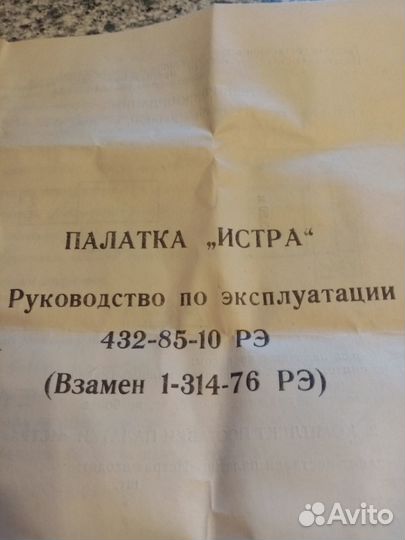 ПАЛАТКА „ИСТРА“
Руководство по эксплуатации
432-85-10 РЭ
(Взамен 1-314-76 РЭ)
Avito